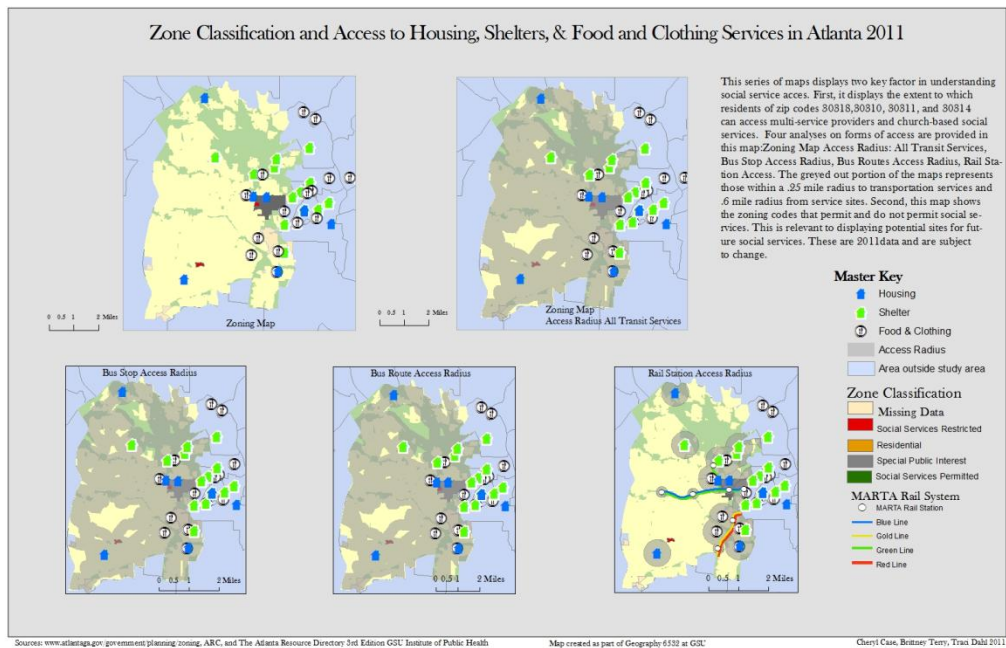 Zone Classification and Access to Housing, Shelters, & Food and Clothing Services in Atlanta 2011
This series of maps displays two key factor in understanding
social service acces. First, it displays the extent to which
residents of zip codes 30318,30310, 30311, and 30314
can access multi-service providers and church-based social
services. Four analyses on forms of access are provided in
this map:Zoning Map Access Radius: All Transit Services,
Bus Stop Access Radius, Bus Routes Access Radius, Rail Sta-
tion Access. The greyed out portion of the maps represents
those within a .25 mile radius to transportation services and
.6 mile radius from service sites. Second, this map shows
the zoning codes that permit and do not permit social se-
vices. This is relevant to displaying potential sites for fut-
ure social services. These are 2011data and are subject
to change.
0 0.5 1 2 Miles
Zoning Map
0 0.5 1 2 Miles
Zoning Map
Access Radius All Transit Services
Master Key
Housing
Shelter
Food & Clothing
Access Radius
Area outside study area
Zone Classification
Missing Data
Social Services Restricted
Residential
Special Public Interest
Social Services Permitted
MARTA Rail System
MARTA Rail Station
Blue Line
Gold Line
Green Line
Red Line
Bus Stop Access Radius
0 0.5 1 2 Miles
Bus Route Access Radius
0 0.5 1 2 Miles
Rail Station Access Radius
0 0.5 1 2 Miles
Sources: www.atlantaga.gov/government/planning/zoning, ARC, and The Atlanta Resource Directory 3rd Edition GSU Institute of Public Health
Map created as part of Geography 6532 at GSU
Cheryl Case, Brittney Terry, Traci Dahl 2011